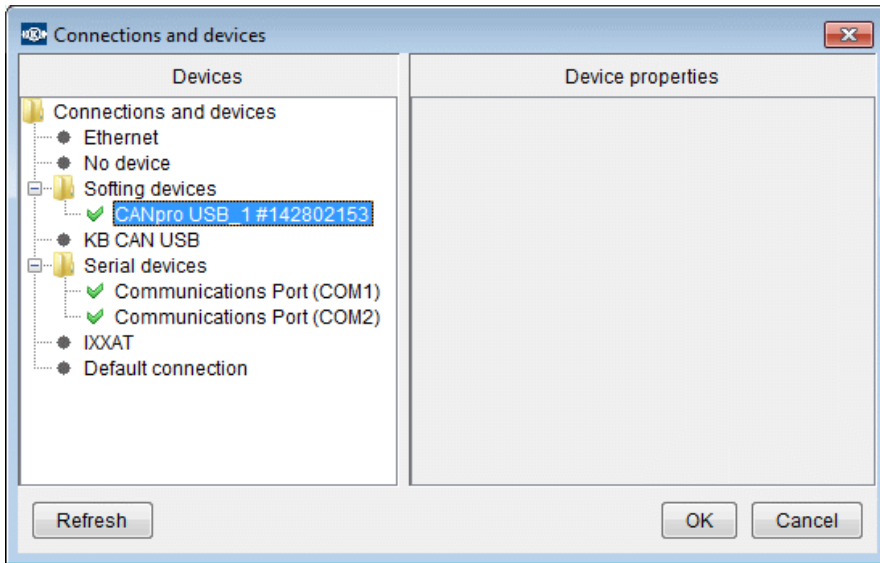 Connections and devices
Devices
Device properties
Connections and devices
Ethernet
No device
Softing devices
CANpro USB_1 #142802153
KB CAN USB
Serial devices
Communications Port (COM1)
Communications Port (COM2)
IXXAT
Default connection
Refresh
OK
Cancel